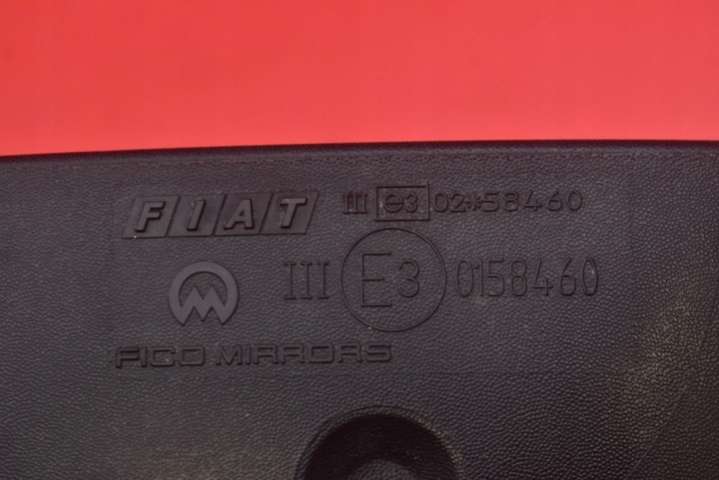 FIAT III e3 02*58460
III E3 0158460
FICO MIRRORS